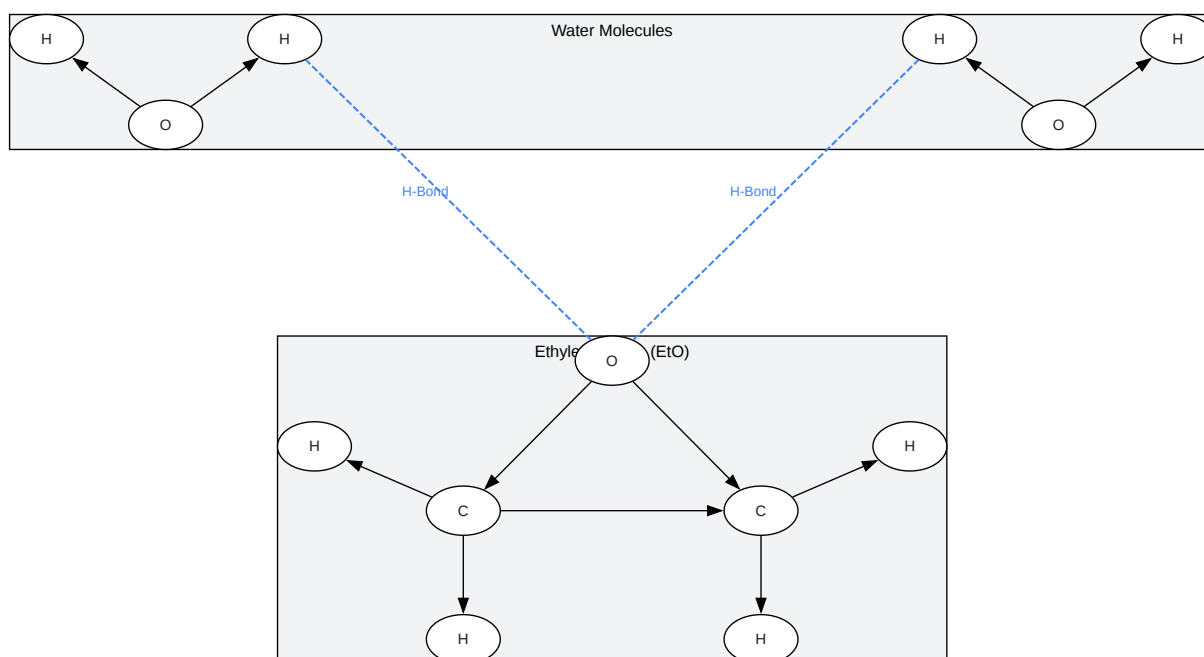 Water Molecules
H H H H
O O
H-Bond H-Bond
Ethyle (EtO)
O
H H
C C
H H